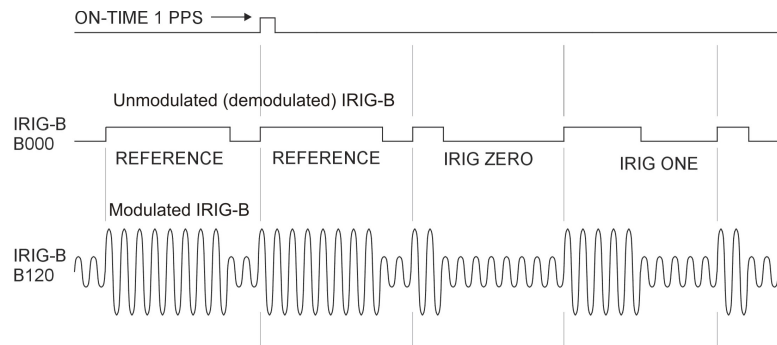 ON-TIME 1 PPS
Unmodulated (demodulated) IRIG-B
IRIG-B
B000
REFERENCE
REFERENCE
IRIG ZERO
IRIG ONE
Modulated IRIG-B
IRIG-B
B120